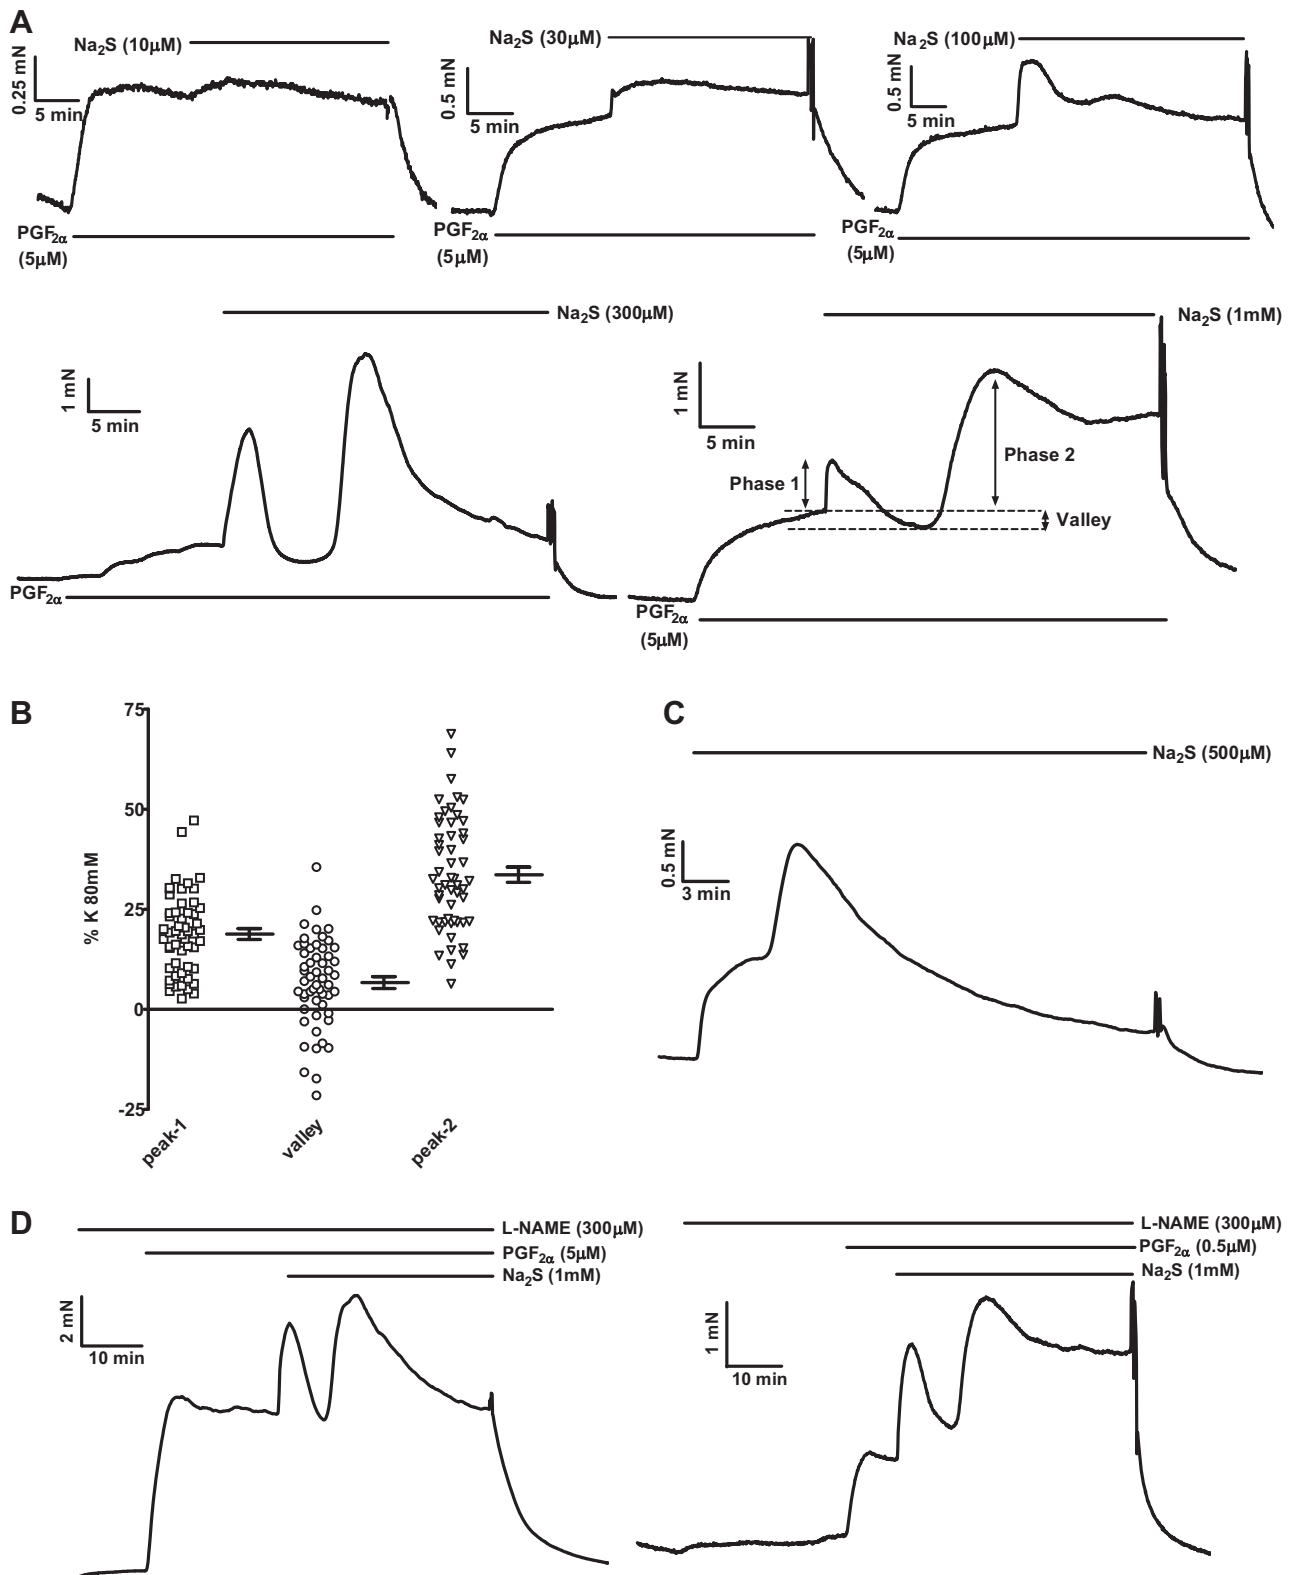 A
Na2S (10µM)
0.25 mN
5 min
PGF2α
(5µM)
Na2S (30µM)
0.5 mN
5 min
PGF2α
(5µM)
Na2S (100µM)
0.5 mN
5 min
PGF2α
(5µM)
Na2S (300µM)
1 mN
5 min
PGF2α
Na2S (1mM)
1 mN
5 min
Phase 1
Phase 2
Valley
PGF2α
(5µM)
B
% K 80mM
75
50
25
0
-25
peak-1
valley
peak-2
C
Na2S (500µM)
0.5 mN
3 min
D
L-NAME (300µM)
PGF2α (5µM)
Na2S (1mM)
2 mN
10 min
L-NAME (300µM)
PGF2α (0.5µM)
Na2S (1mM)
1 mN
10 min